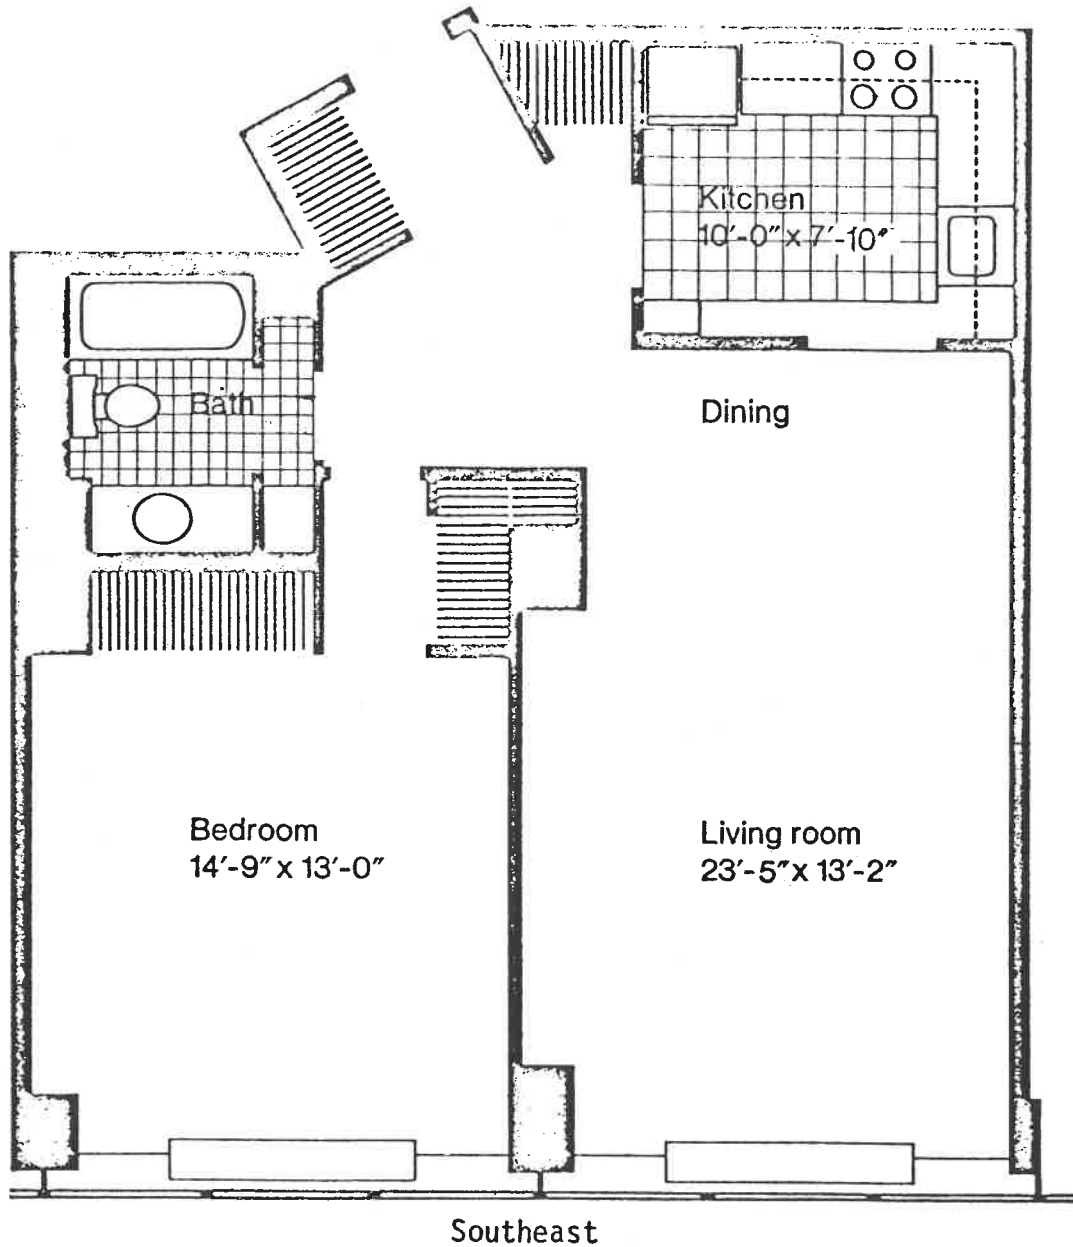 Kitchen
10'-0" x 7'-10"
Bath
Dining
Bedroom
14'-9" x 13'-0"
Living room
23'-5" x 13'-2"
Southeast